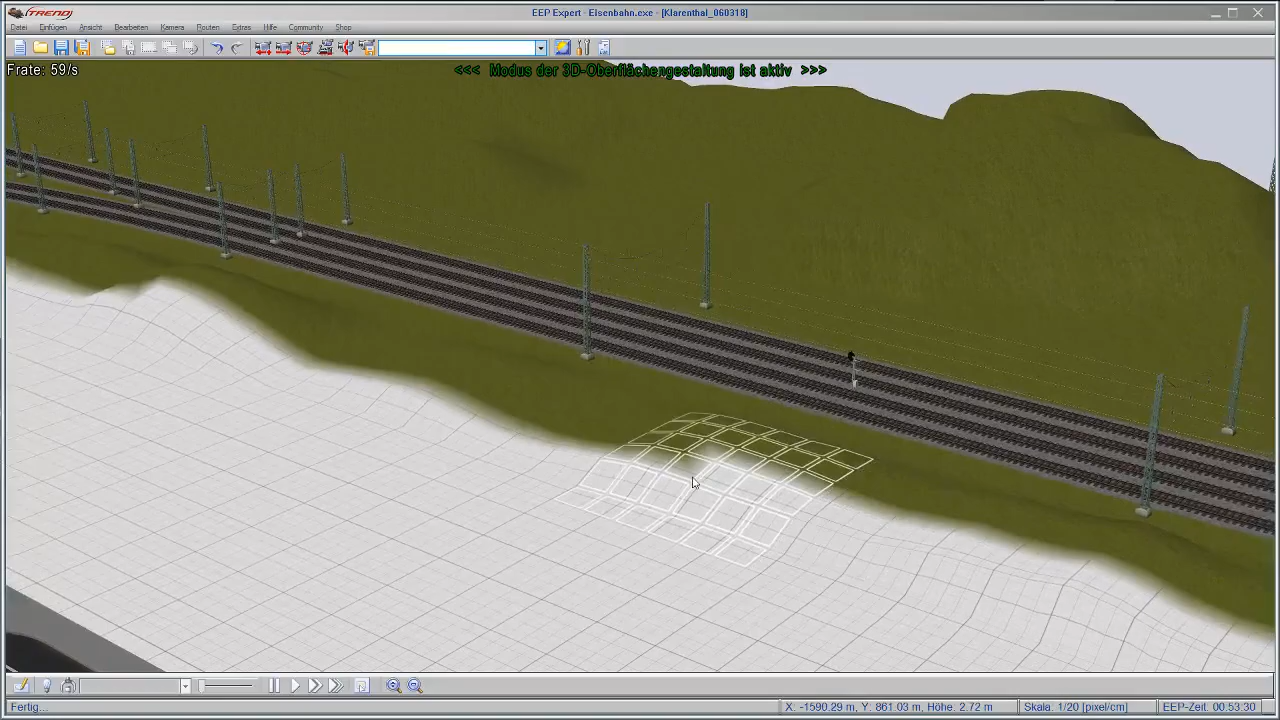 TREND EEP Expert - Eisenbahn.exe - [Klarenthal_060318]
Datei Einfügen Ansicht Bearbeiten Kamera Routen Extras Hilfe Community Shop
Frate: 59/s
<<< Modus der 3D-Oberflächengestaltung ist aktiv >>>
Fertig... X: -1590.29 m, Y: 861.03 m, Höhe: 2.72 m Skala: 1/20 [pixel/cm] EEP-Zeit. 00:53:30